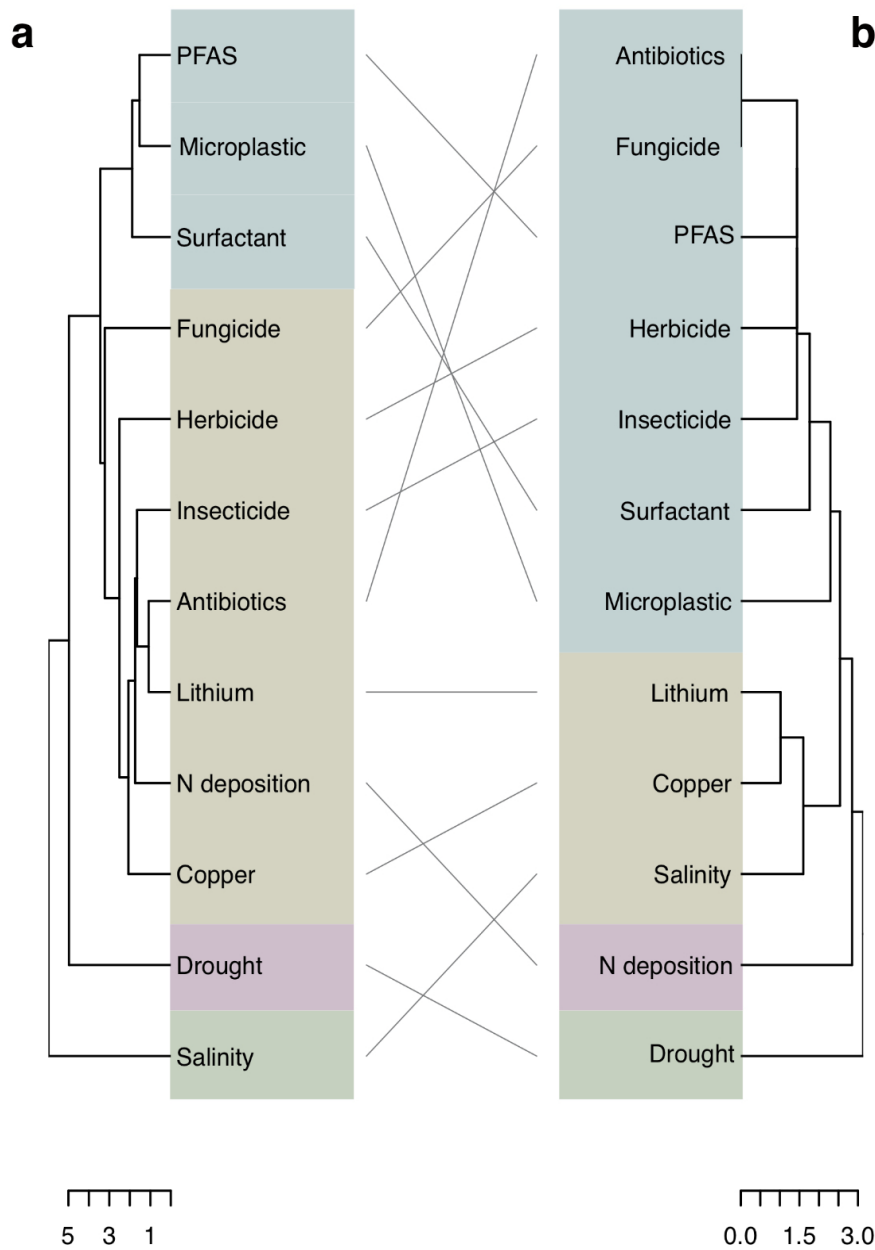 a
b
PFAS
Microplastic
Surfactant
Fungicide
Herbicide
Insecticide
Antibiotics
Lithium
N deposition
Copper
Drought
Salinity
Antibiotics
Fungicide
PFAS
Herbicide
Insecticide
Surfactant
Microplastic
Lithium
Copper
Salinity
N deposition
Drought
5 3 1
0.0 1.5 3.0